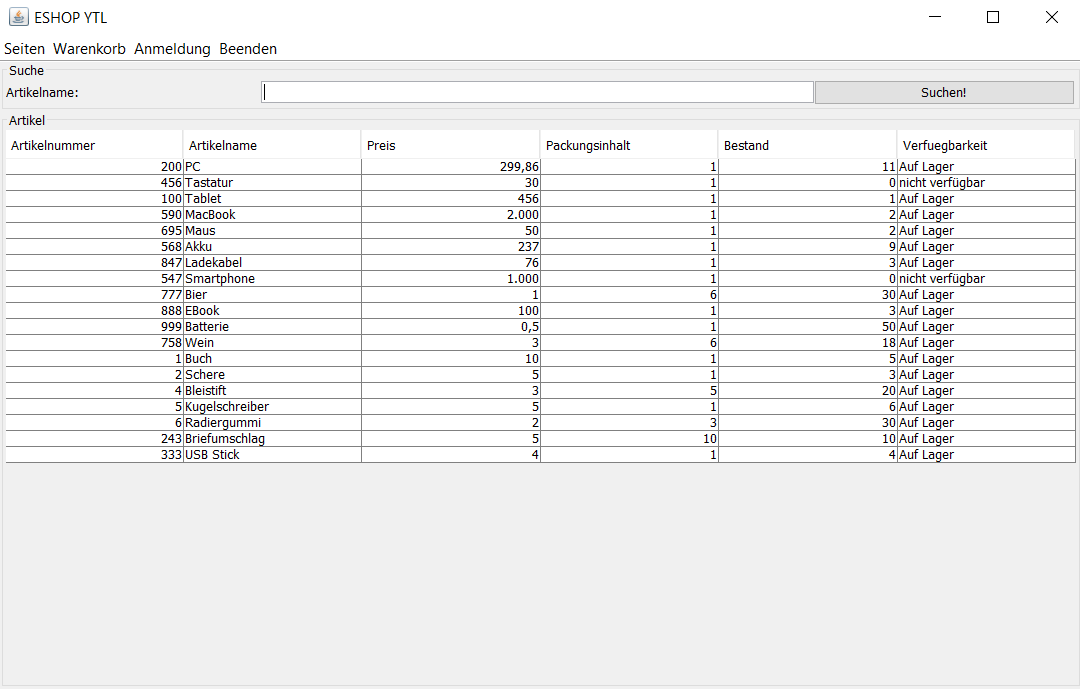 ESHOP YTL
Seiten Warenkorb Anmeldung Beenden
Suche
Artikelname: Suchen!
Artikel
Artikelnummer Artikelname Preis Packungsinhalt Bestand Verfuegbarkeit
200 PC 299,86 1 11 Auf Lager
456 Tastatur 30 1 0 nicht verfügbar
100 Tablet 456 1 1 Auf Lager
590 MacBook 2.000 1 2 Auf Lager
695 Maus 50 1 2 Auf Lager
568 Akku 237 1 9 Auf Lager
847 Ladekabel 76 1 3 Auf Lager
547 Smartphone 1.000 1 0 nicht verfügbar
777 Bier 1 6 30 Auf Lager
888 EBook 100 1 3 Auf Lager
999 Batterie 0,5 1 50 Auf Lager
758 Wein 3 6 18 Auf Lager
1 Buch 10 1 5 Auf Lager
2 Schere 5 1 3 Auf Lager
4 Bleistift 3 5 20 Auf Lager
5 Kugelschreiber 5 1 6 Auf Lager
6 Radiergummi 2 3 30 Auf Lager
243 Briefumschlag 5 10 10 Auf Lager
333 USB Stick 4 1 4 Auf Lager